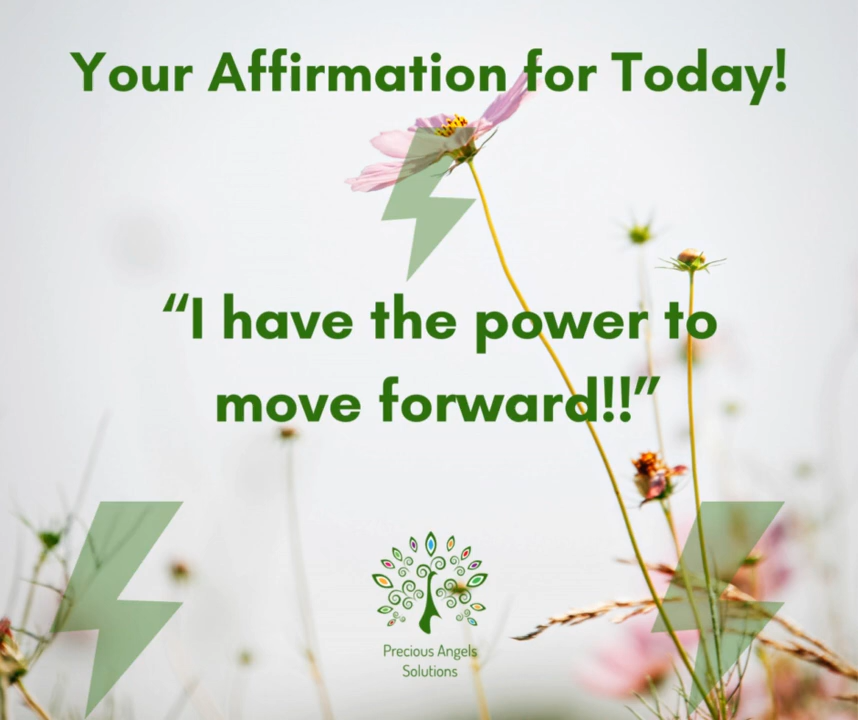 Your Affirmation for Today!
“I have the power to
move forward!!”
Precious Angels
Solutions